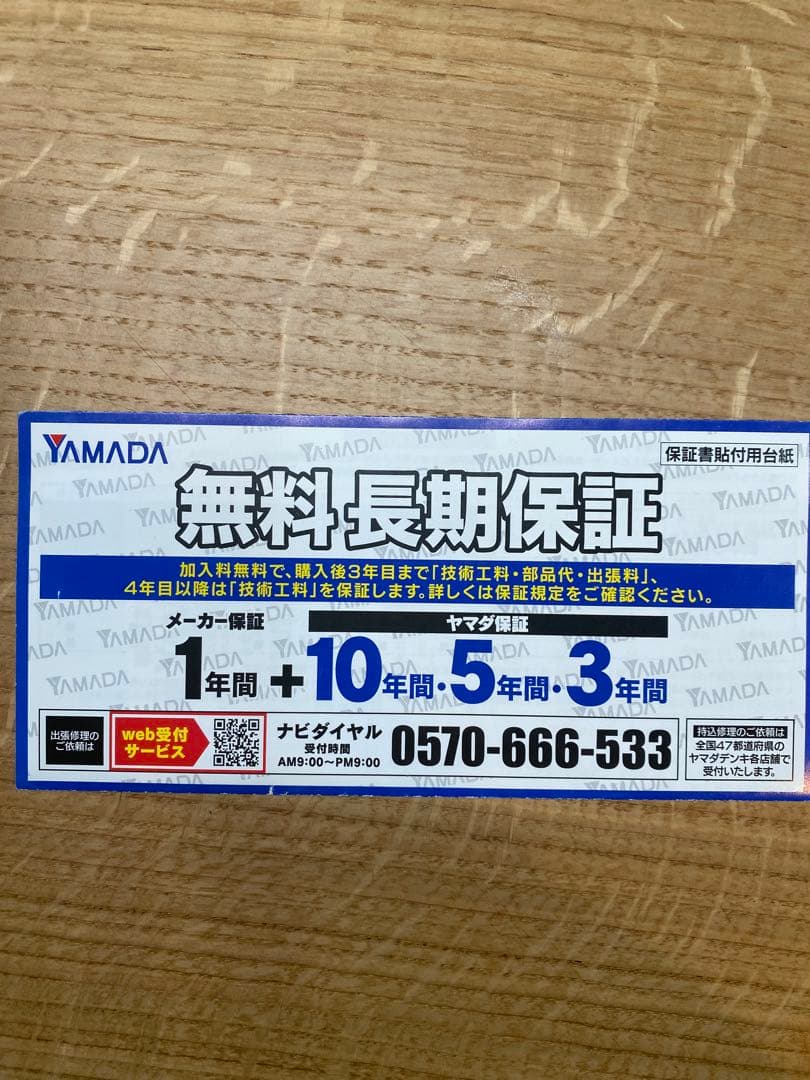 YAMADA
保証書貼付用台紙
無料長期保証
加入料無料で、購入後3年目まで「技術工料・部品代・出張料」、
4年目以降は「技術工料」を保証します。詳しくは保証規定をご確認ください。
メーカー保証
ヤマダ保証
1年間+10年間・5年間・3年間
出張修理の
ご依頼は
web受付
サービス
ナビダイヤル
受付時間
AM9:00〜PM9:00
0570-666-533
持込修理のご依頼は
全国47都道府県の
ヤマダデンキ各店舗で
受付いたします。